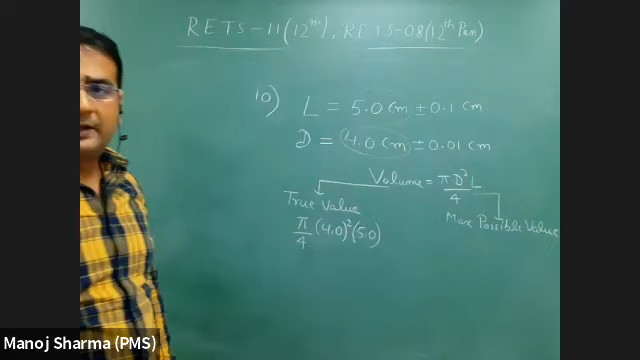 RETS-11(12th), RETS-08(12th Pass)
10) L = 5.0 cm ± 0.1 cm
D = 4.0 cm ± 0.01 cm
Volume = πD²L/4
True Value
Max Possible Value
π/4 (4.0)²(5.0)
Manoj Sharma (PMS)